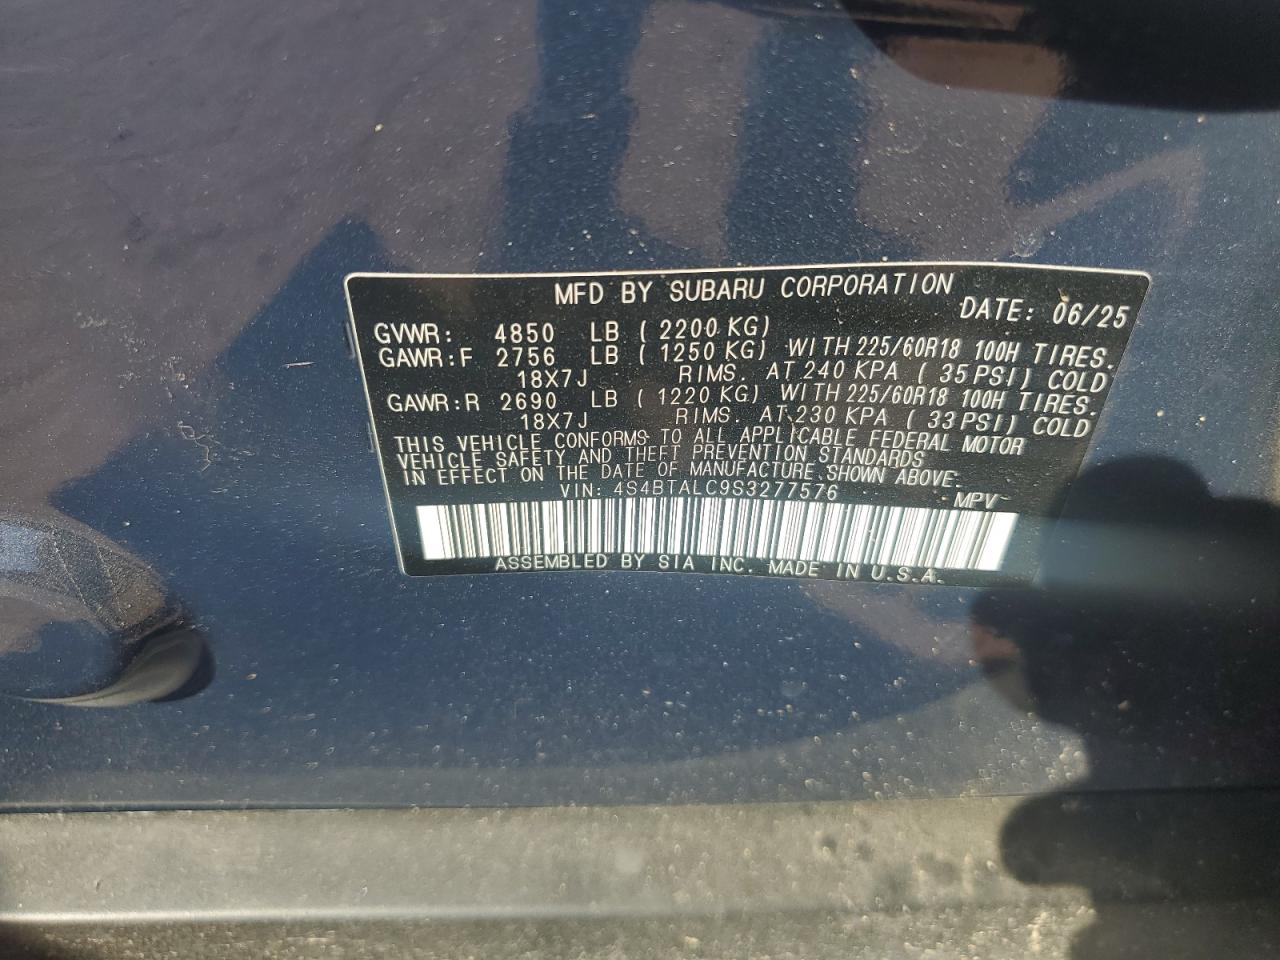 MFD BY SUBARU CORPORATION
DATE: 06/25
GVWR: 4850 LB (2200 KG)
GAWR:F 2756 LB (1250 KG) WITH 225/60R18 100H TIRES.
18X7J RIMS. AT 240 KPA (35 PSI) COLD
GAWR:R 2690 LB (1220 KG) WITH 225/60R18 100H TIRES.
18X7J RIMS. AT 230 KPA (33 PSI) COLD
THIS VEHICLE CONFORMS TO ALL APPLICABLE FEDERAL MOTOR
VEHICLE SAFETY AND THEFT PREVENTION STANDARDS
IN EFFECT ON THE DATE OF MANUFACTURE SHOWN ABOVE.
VIN: 4S4BTALC9S3277576 MPV
ASSEMBLED BY SIA INC. MADE IN U.S.A.